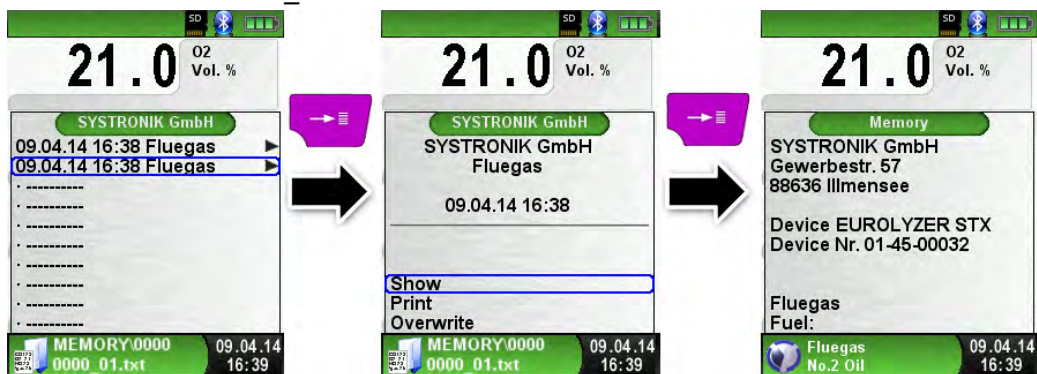 SD
21.0 O2
Vol. %
SYSTRONIK GmbH
09.04.14 16:38 Fluegas
09.04.14 16:38 Fluegas
· ----------
· ----------
· ----------
· ----------
· ----------
· ----------
· ----------
· ----------
MEMORY\0000
0000_01.txt
09.04.14
16:39
SD
21.0 O2
Vol. %
SYSTRONIK GmbH
SYSTRONIK GmbH
Fluegas
09.04.14 16:38
Show
Print
Overwrite
MEMORY\0000
0000_01.txt
09.04.14
16:39
SD
21.0 O2
Vol. %
Memory
SYSTRONIK GmbH
Gewerbestr. 57
88636 Illmensee
Device EUROLYZER STX
Device Nr. 01-45-00032
Fluegas
Fuel:
Fluegas
No.2 Oil
09.04.14
16:39